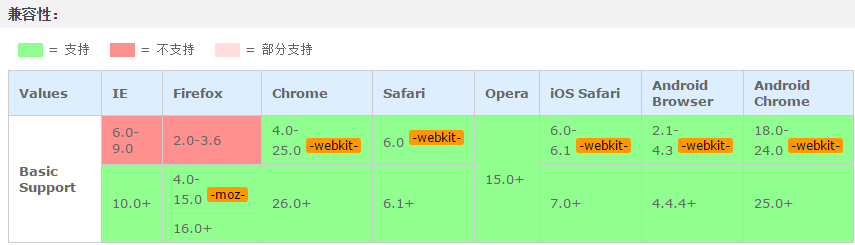 兼容性：
= 支持 = 不支持 = 部分支持
Values IE Firefox Chrome Safari Opera iOS Safari Android Browser Android Chrome
Basic Support
6.0-9.0 2.0-3.6 4.0-25.0 -webkit- 6.0 -webkit- 15.0+ 6.0-6.1 -webkit- 2.1-4.3 -webkit- 18.0-24.0 -webkit-
10.0+ 4.0-15.0 -moz- 26.0+ 6.1+ 7.0+ 4.4.4+ 25.0+
16.0+